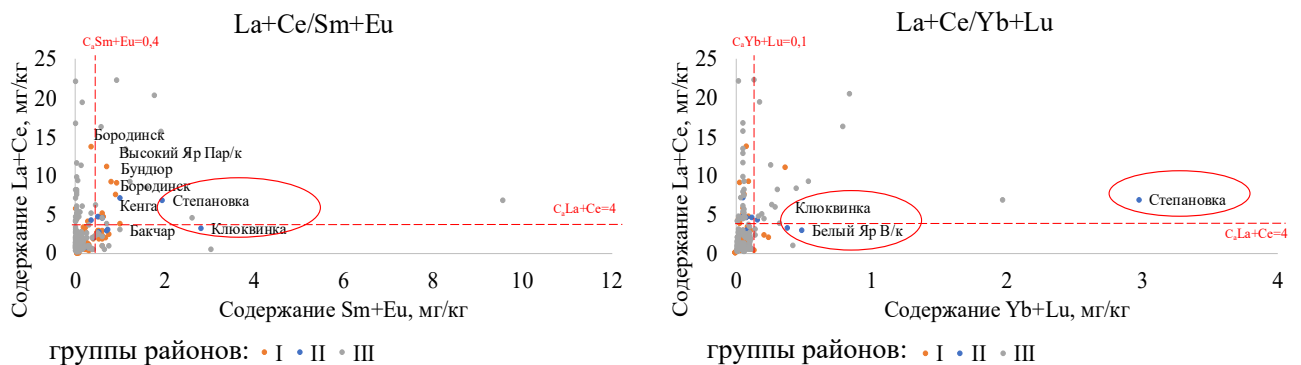 La+Ce/Sm+Eu
CₐSm+Eu=0,4
Содержание La+Ce, мг/кг
25
20
15
10
5
0
Бородинск
Высокий Яр Пар/к
Бундюр
Бородинск
Кенга
Степановка
Бакчар
Клюквинка
CₐLa+Ce=4
0
2
4
6
8
10
12
Содержание Sm+Eu, мг/кг
группы районов: I II III
La+Ce/Yb+Lu
CₐYb+Lu=0,1
Содержание La+Ce, мг/кг
25
20
15
10
5
0
Клюквинка
Белый Яр В/к
Степановка
CₐLa+Ce=4
0
1
2
3
4
Содержание Yb+Lu, мг/кг
группы районов: I II III